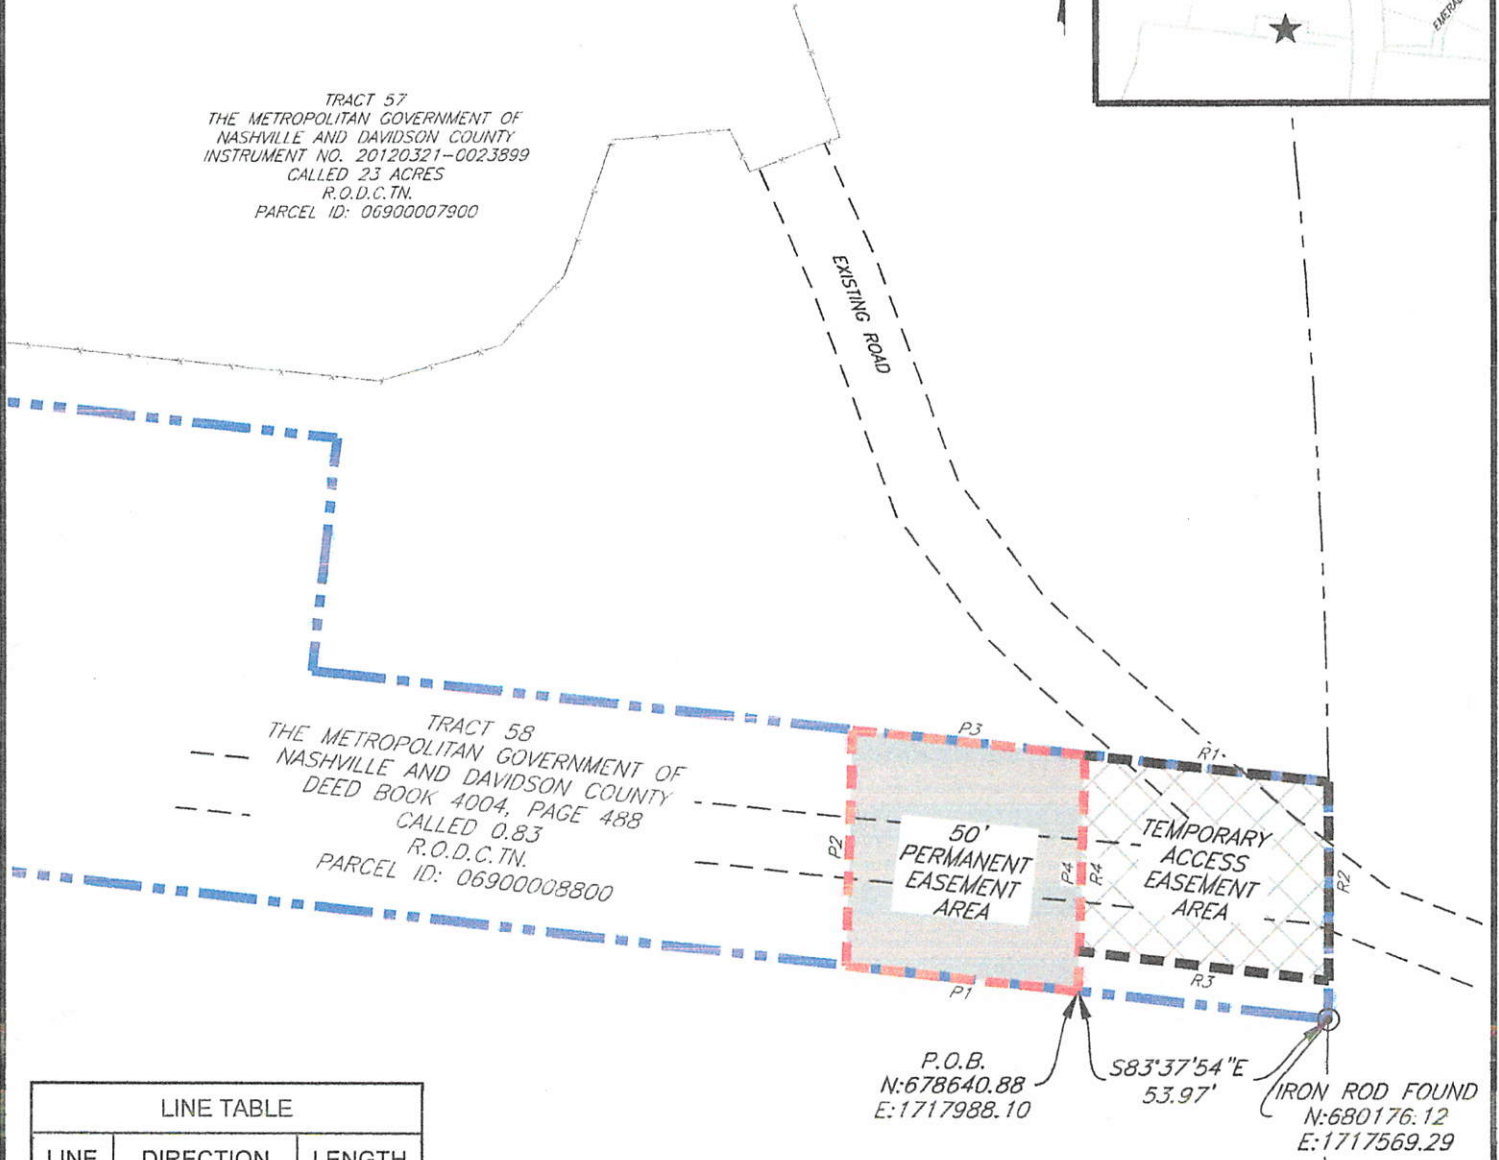 TRACT 57
THE METROPOLITAN GOVERNMENT OF
NASHVILLE AND DAVIDSON COUNTY
INSTRUMENT NO. 20120321-0023899
CALLED 23 ACRES
R.O.D.C.TN.
PARCEL ID: 06900007900
EXISTING ROAD
TRACT 58
THE METROPOLITAN GOVERNMENT OF
NASHVILLE AND DAVIDSON COUNTY
DEED BOOK 4004, PAGE 488
CALLED 0.83
R.O.D.C.TN.
PARCEL ID: 06900008800
P3
R1
P2
50'
PERMANENT
EASEMENT
AREA
P4
R4
TEMPORARY
ACCESS
EASEMENT
AREA
R2
P1
R3
P.O.B.
N:678640.88
E:1717988.10
S83°37'54"E
53.97'
IRON ROD FOUND
N:680176.12
E:1717569.29
LINE TABLE
LINE DIRECTION LENGTH